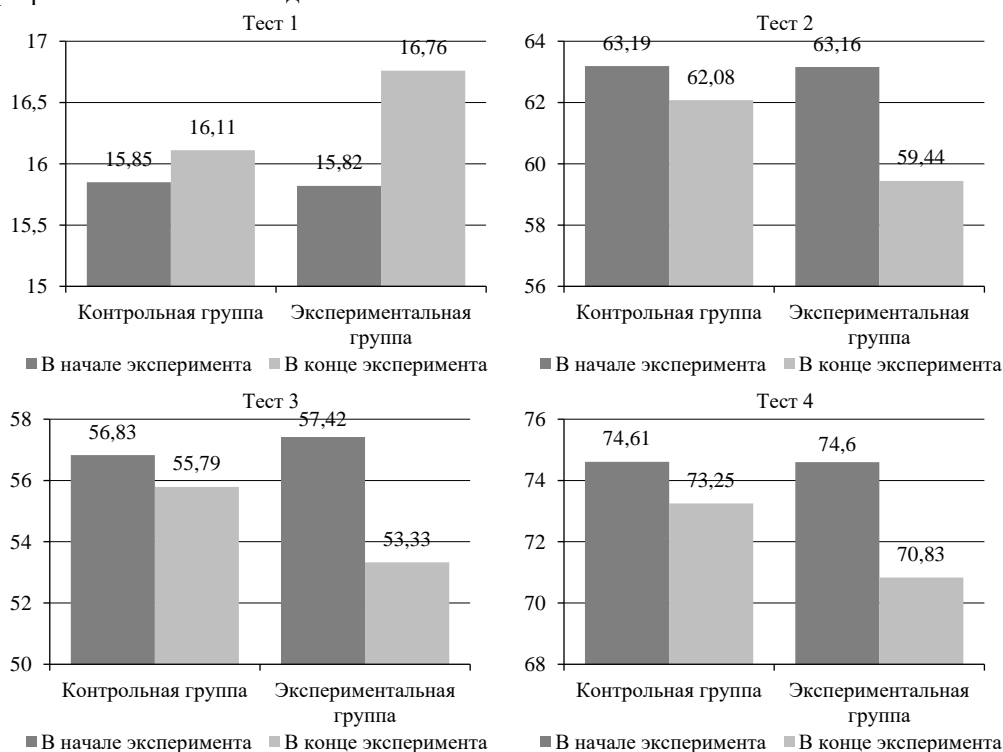 Тест 1
17
16,5
16
15,5
15
15,85
16,11
15,82
16,76
Контрольная группа
Экспериментальная
группа
В начале эксперимента
В конце эксперимента
Тест 2
64
62
60
58
56
63,19
62,08
63,16
59,44
Контрольная группа
Экспериментальная
группа
В начале эксперимента
В конце эксперимента
Тест 3
58
56
54
52
50
56,83
55,79
57,42
53,33
Контрольная группа
Экспериментальная
группа
В начале эксперимента
В конце эксперимента
Тест 4
76
74
72
70
68
74,61
73,25
74,6
70,83
Контрольная группа
Экспериментальная
группа
В начале эксперимента
В конце эксперимента